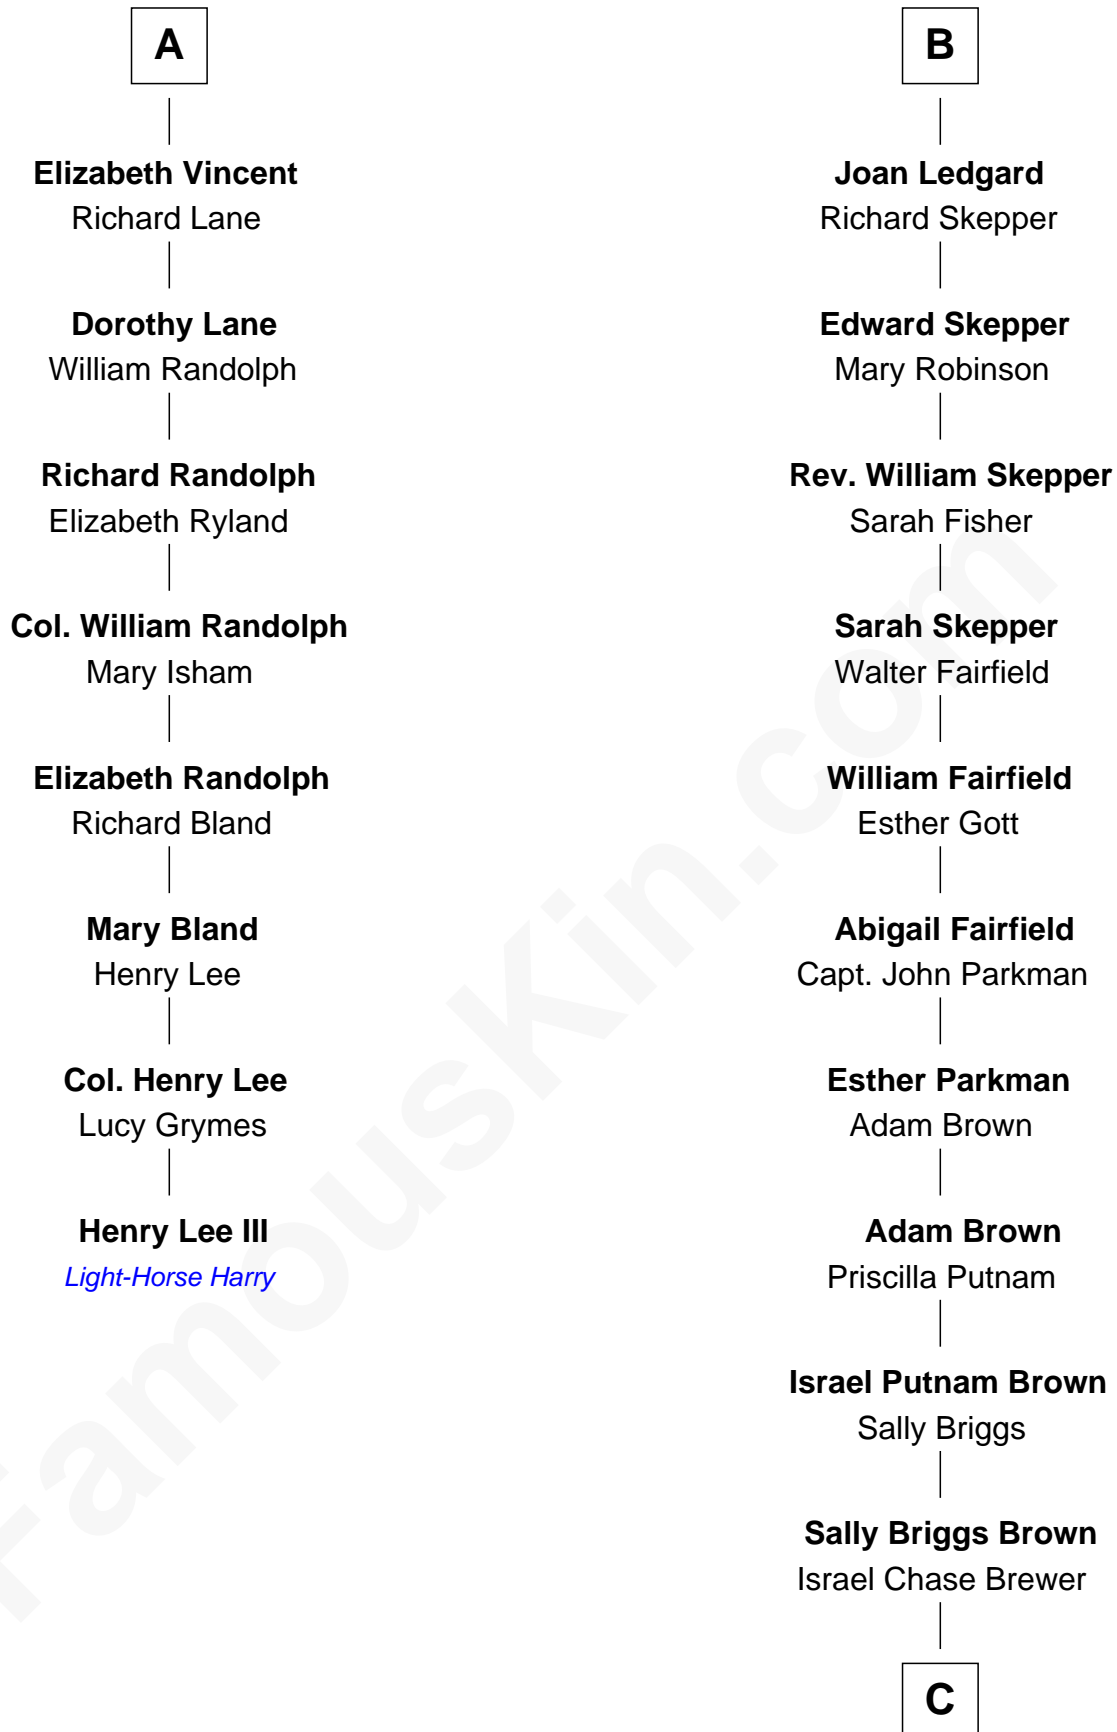 A
Elizabeth Vincent
Richard Lane
Dorothy Lane
William Randolph
Richard Randolph
Elizabeth Ryland
Col. William Randolph
Mary Isham
Elizabeth Randolph
Richard Bland
Mary Bland
Henry Lee
Col. Henry Lee
Lucy Grymes
Henry Lee III
Light-Horse Harry
B
Joan Ledgard
Richard Skepper
Edward Skepper
Mary Robinson
Rev. William Skepper
Sarah Fisher
Sarah Skepper
Walter Fairfield
William Fairfield
Esther Gott
Abigail Fairfield
Capt. John Parkman
Esther Parkman
Adam Brown
Adam Brown
Priscilla Putnam
Israel Putnam Brown
Sally Briggs
Sally Briggs Brown
Israel Chase Brewer
C
FamousKin.com